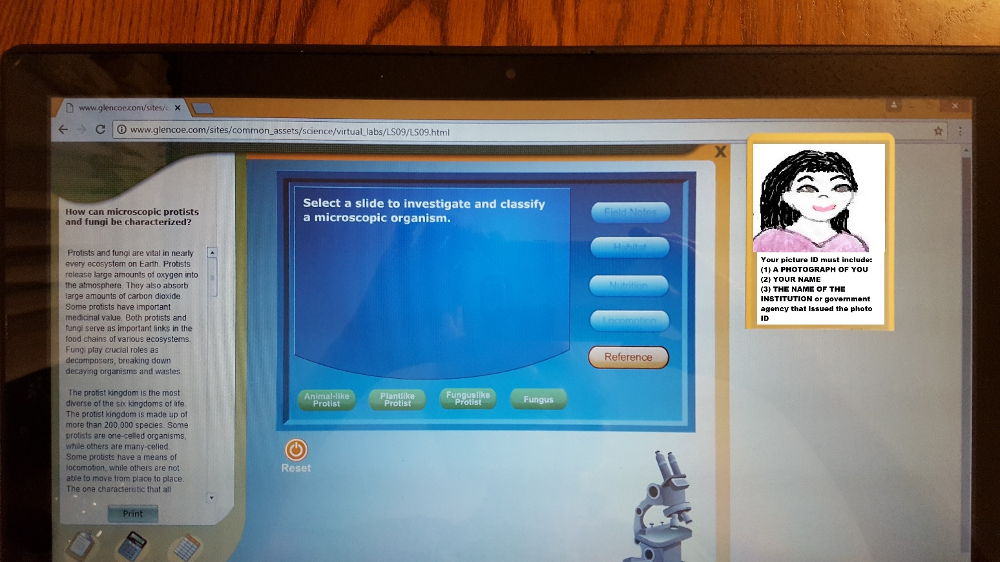 www.glencoe.com/sites/c
www.glencoe.com/sites/common_assets/science/virtual_labs/LS09/LS09.html
How can microscopic protists
and fungi be characterized?
Protists and fungi are vital in nearly
every ecosystem on Earth. Protists
release large amounts of oxygen into
the atmosphere. They also absorb
large amounts of carbon dioxide.
Some protists have important
medicinal value. Both protists and
fungi serve as important links in the
food chains of various ecosystems.
Fungi play crucial roles as
decomposers, breaking down
decaying organisms and wastes.
The protist kingdom is the most
diverse of the six kingdoms of life.
The protist kingdom is made up of
more than 200,000 species. Some
protists are one-celled organisms,
while others are many-celled.
Some protists have a means of
locomotion, while others are not
able to move from place to place.
The one characteristic that all
Print
Select a slide to investigate and classify
a microscopic organism.
Field Notes
Habitat
Nutrition
Locomotion
Reference
Animal-like
Protist
Plantlike
Protist
Funguslike
Protist
Fungus
Reset
Your picture ID must include:
(1) A PHOTOGRAPH OF YOU
(2) YOUR NAME
(3) THE NAME OF THE
INSTITUTION or government
agency that issued the photo
ID